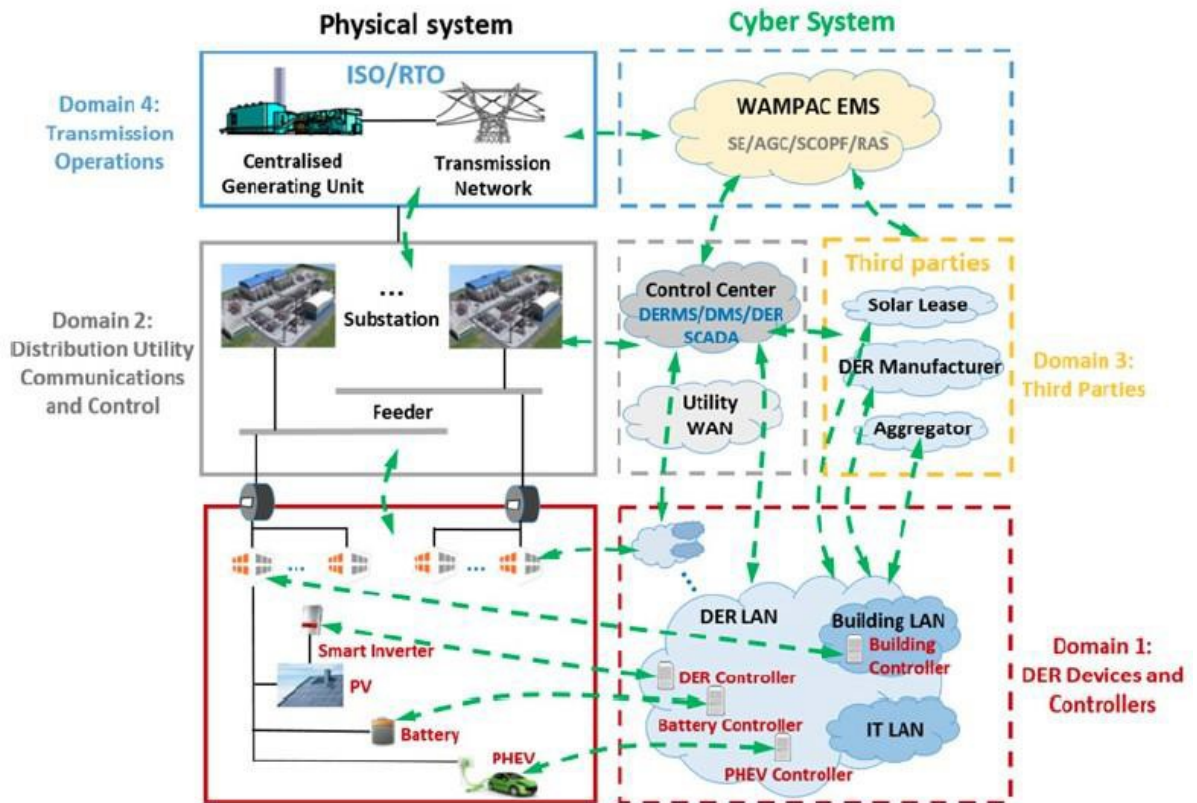 Physical system
Cyber System
Domain 4:
Transmission
Operations
ISO/RTO
Centralised
Generating Unit
Transmission
Network
WAMPAC EMS
SE/AGC/SCOPF/RAS
Domain 2:
Distribution Utility
Communications
and Control
...
Substation
Feeder
Control Center
DERMS/DMS/DER
SCADA
Utility
WAN
Third parties
Solar Lease
DER Manufacturer
Aggregator
Domain 3:
Third Parties
...
...
Smart Inverter
PV
Battery
PHEV
...
DER LAN
Building LAN
Building
Controller
DER Controller
Battery Controller
IT LAN
PHEV Controller
Domain 1:
DER Devices and
Controllers